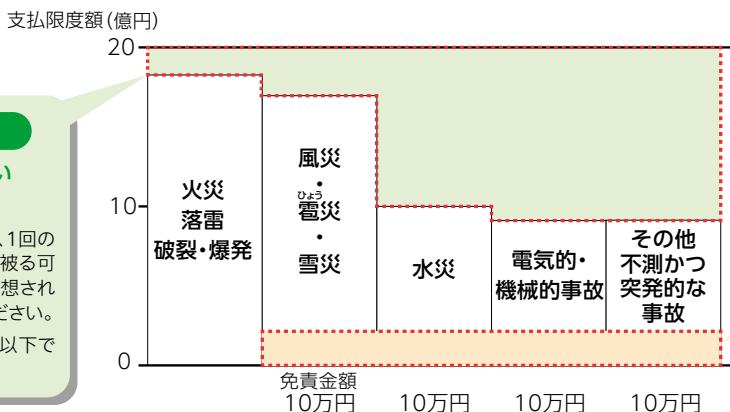 支払限度額(億円)
20
10
0
い
、1回の
被る可
想され
ださい。
以下で
火災
落雷
破裂・爆発
風災
・
ひょう
雹災
・
雪災
水災
電気的・
機械的事故
その他
不測かつ
突発的な
事故
免責金額
10万円
10万円
10万円
10万円